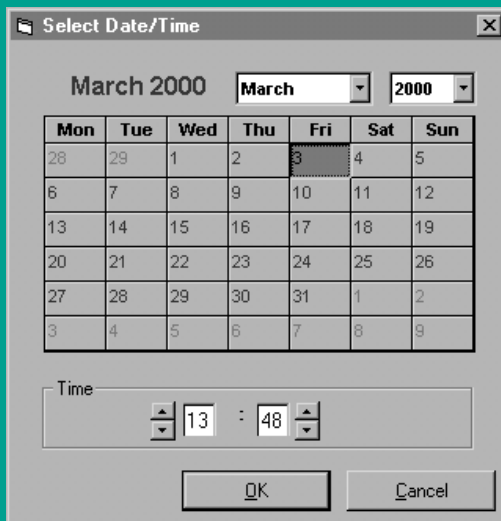 Select Date/Time
March 2000 March 2000
Mon Tue Wed Thu Fri Sat Sun
28 29 1 2 3 4 5
6 7 8 9 10 11 12
13 14 15 16 17 18 19
20 21 22 23 24 25 26
27 28 29 30 31 1 2
3 4 5 6 7 8 9
Time
13 : 48
OK Cancel